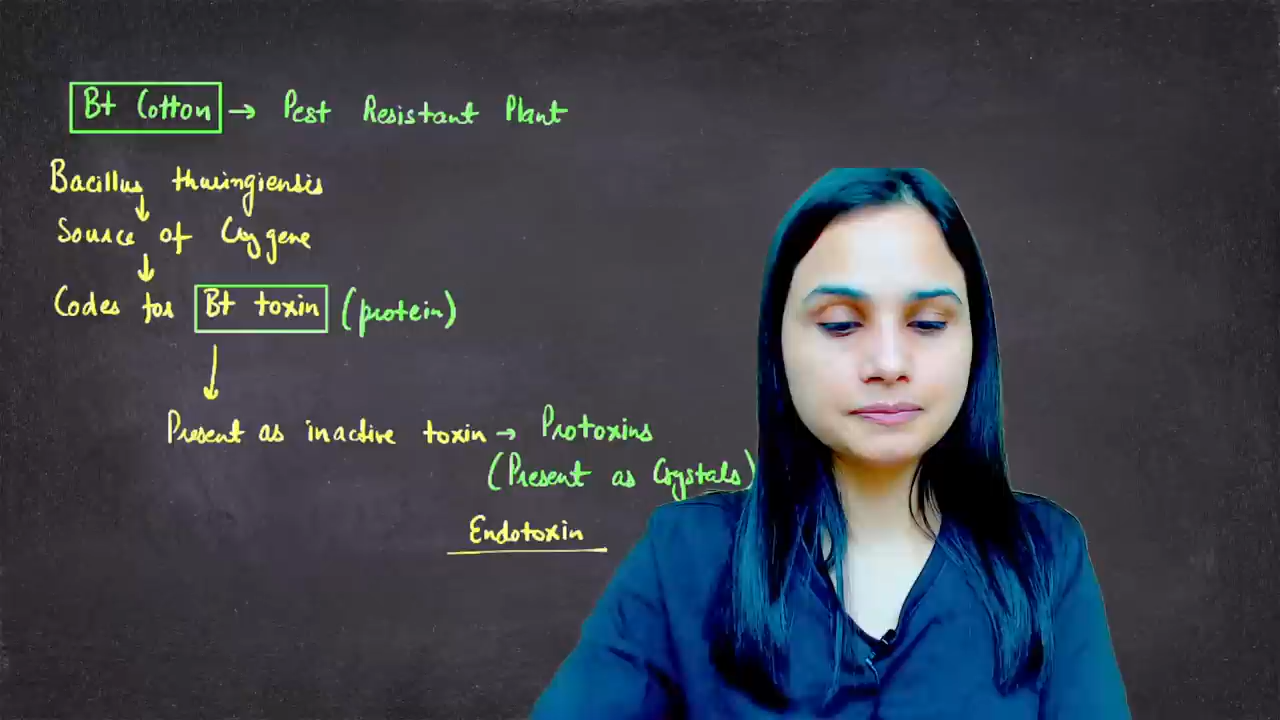 Bt Cotton → Pest Resistant Plant
Bacillus thuringiensis
Source of Cry gene
Codes for Bt toxin (protein)
Present as inactive toxin → Protoxins
(Present as Crystals)
Endotoxin